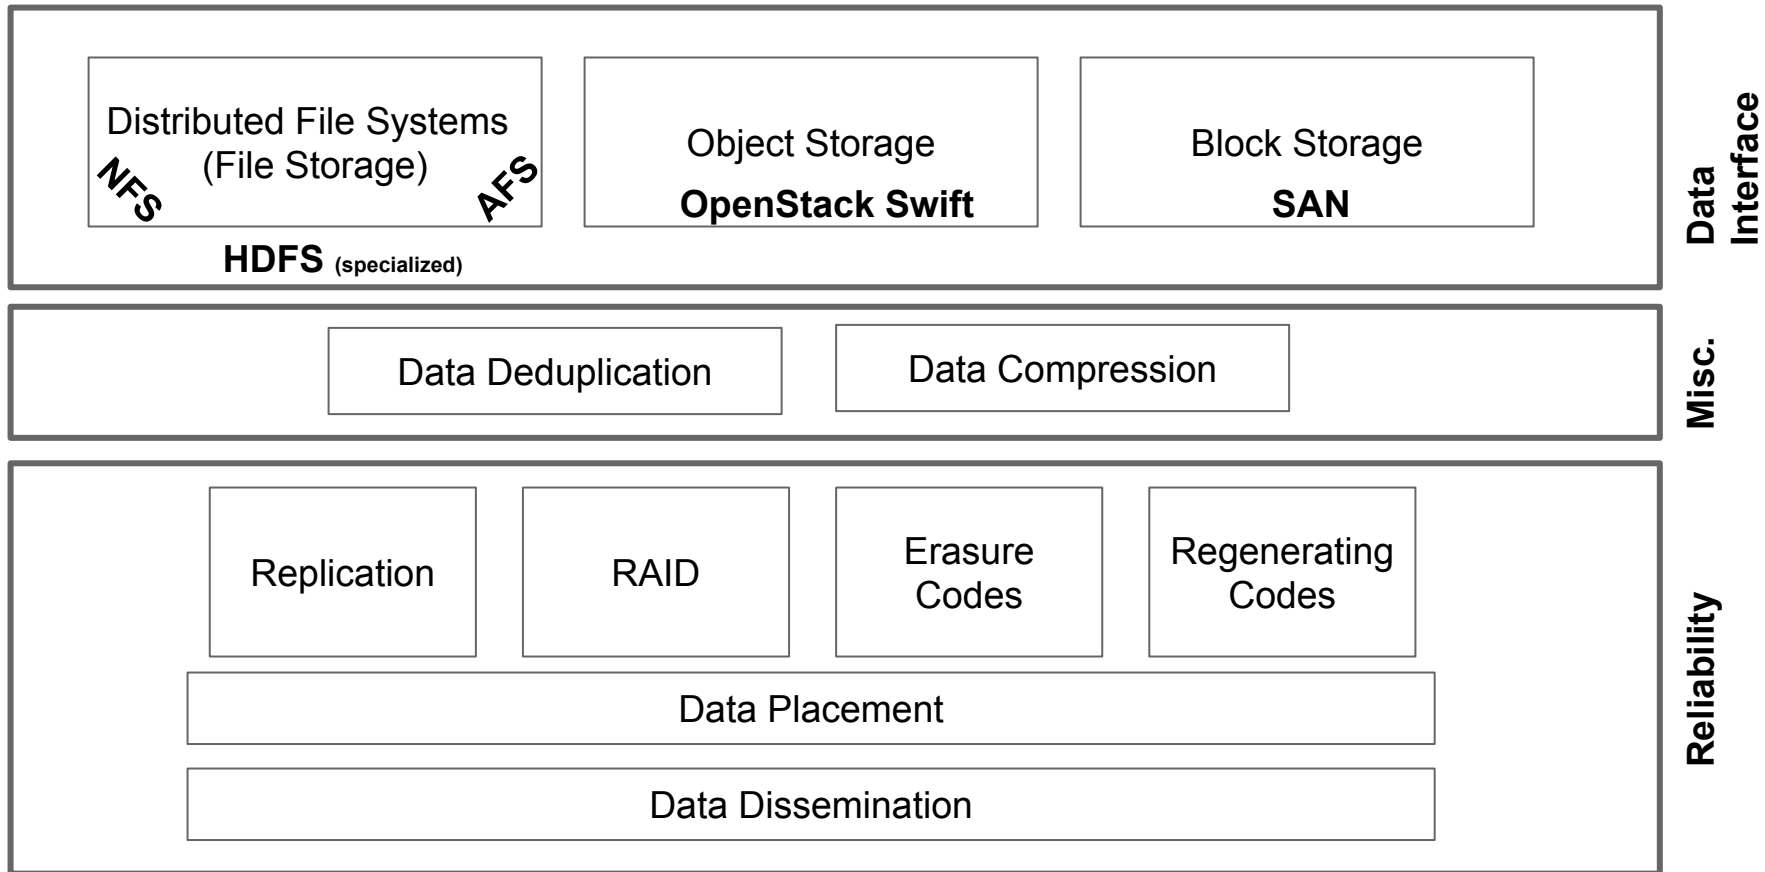 Distributed File Systems
(File Storage)
NFS
AFS
HDFS (specialized)
Object Storage
OpenStack Swift
Block Storage
SAN
Data
Interface
Data Deduplication
Data Compression
Misc.
Replication
RAID
Erasure
Codes
Regenerating
Codes
Data Placement
Data Dissemination
Reliability